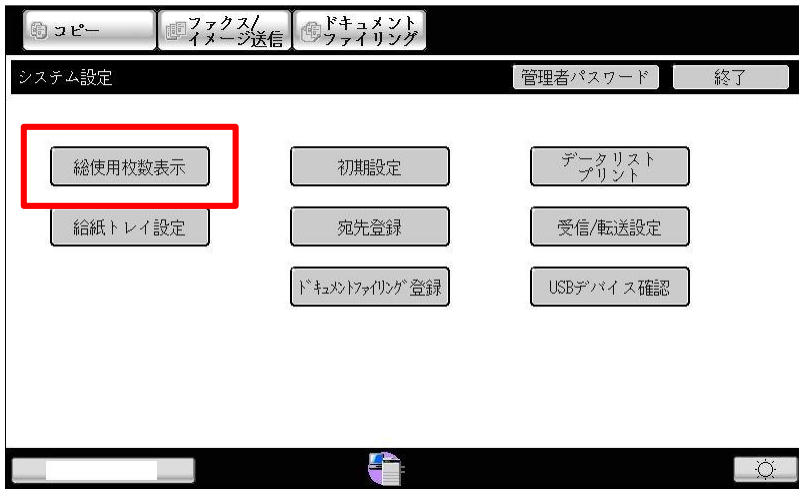 コピー
ファクス/
イメージ送信
ドキュメント
ファイリング
システム設定
管理者パスワード
終了
総使用枚数表示
初期設定
データリスト
プリント
給紙トレイ設定
宛先登録
受信/転送設定
ドキュメントファイリング登録
USBデバイス確認